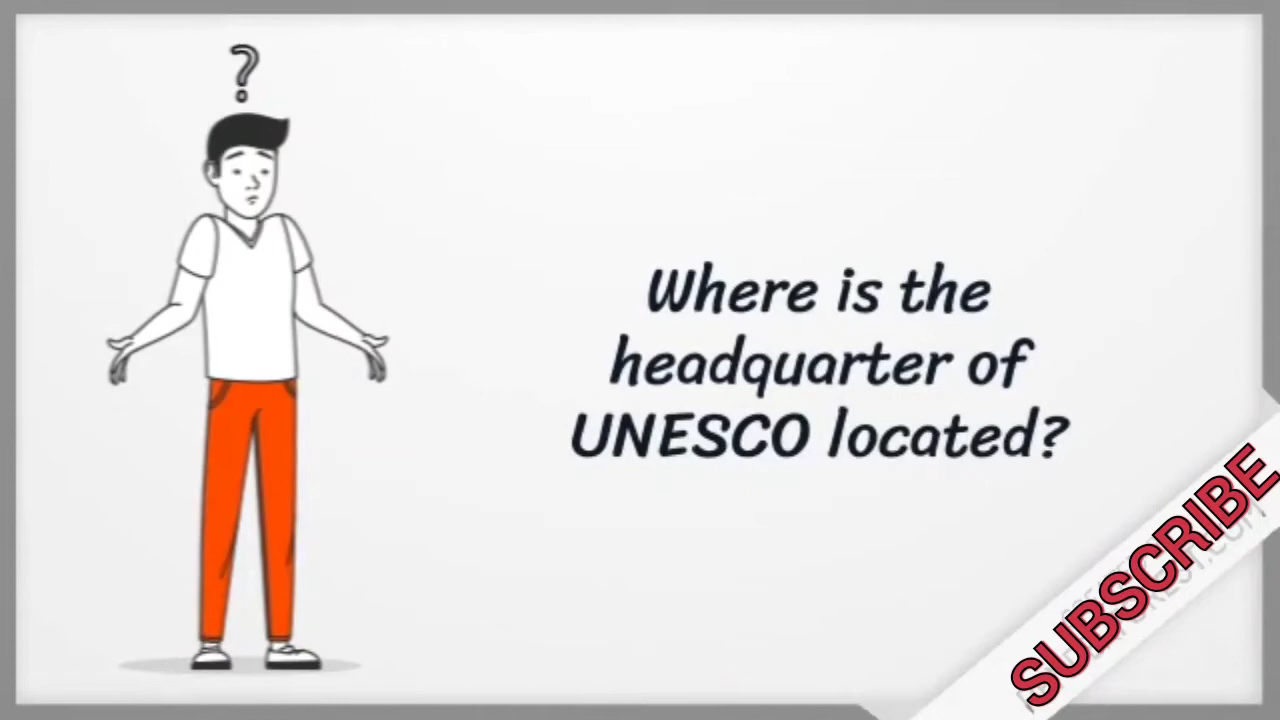 ?
Where is the
headquarter of
UNESCO located?
SUBSCRIBE